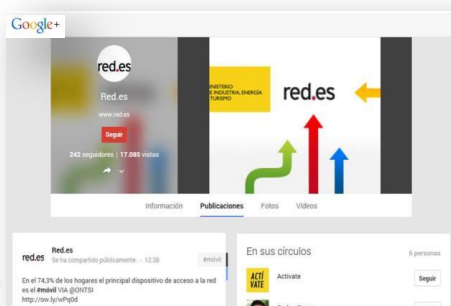 Google+
red.es
Red.es
www.red.es
Seguir
242 seguidores | 17.085 vistas
MINISTERIO
DE INDUSTRIA, ENERGÍA
Y TURISMO
red.es
Información Publicaciones Fotos Vídeos
red.es
Red.es
Se ha compartido públicamente. - 12:38
#móvil
En el 74,3% de los hogares el principal dispositivo de acceso a la red
es el #móvil VIA @ONTSI
http://ow.ly/wPq0d
En sus círculos
6 personas
ACTÍ
VATE
Actívate
Seguir